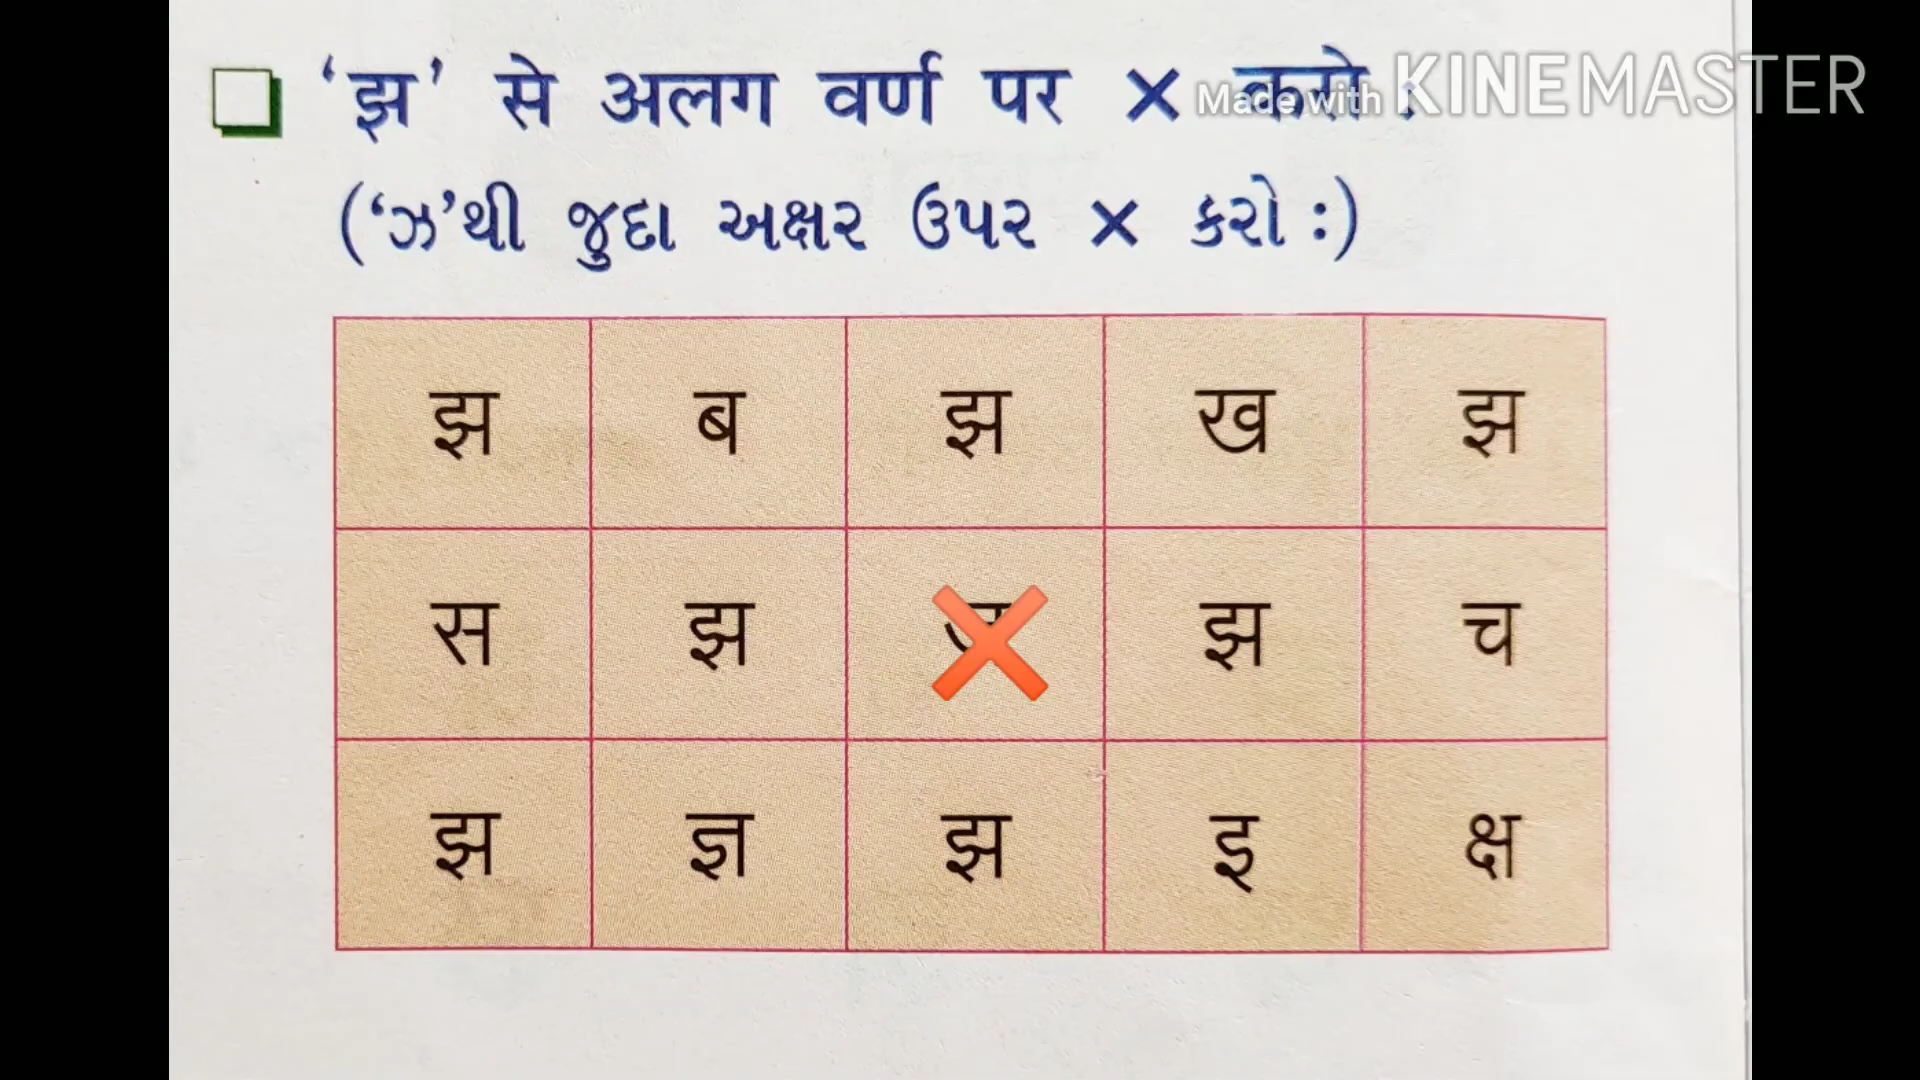 'झ' से अलग वर्ण पर × करो :
Made with KINEMASTER
('ઝ'થી જુદા અક્ષર ઉપર × કરો :)
झ ब झ ख झ
स झ झ च
झ ज्ञ झ इ क्ष